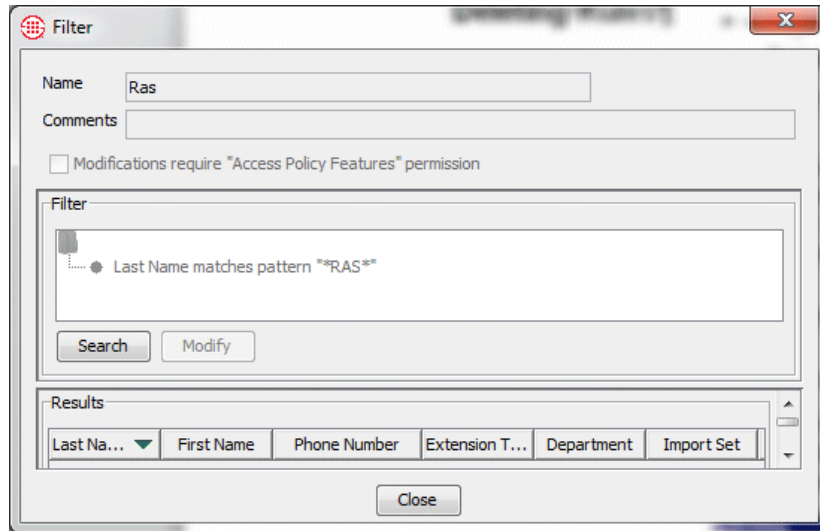 Filter
Name Ras
Comments
Modifications require "Access Policy Features" permission
Filter
Last Name matches pattern "*RAS*"
Search Modify
Results
Last Na... First Name Phone Number Extension T... Department Import Set
Close